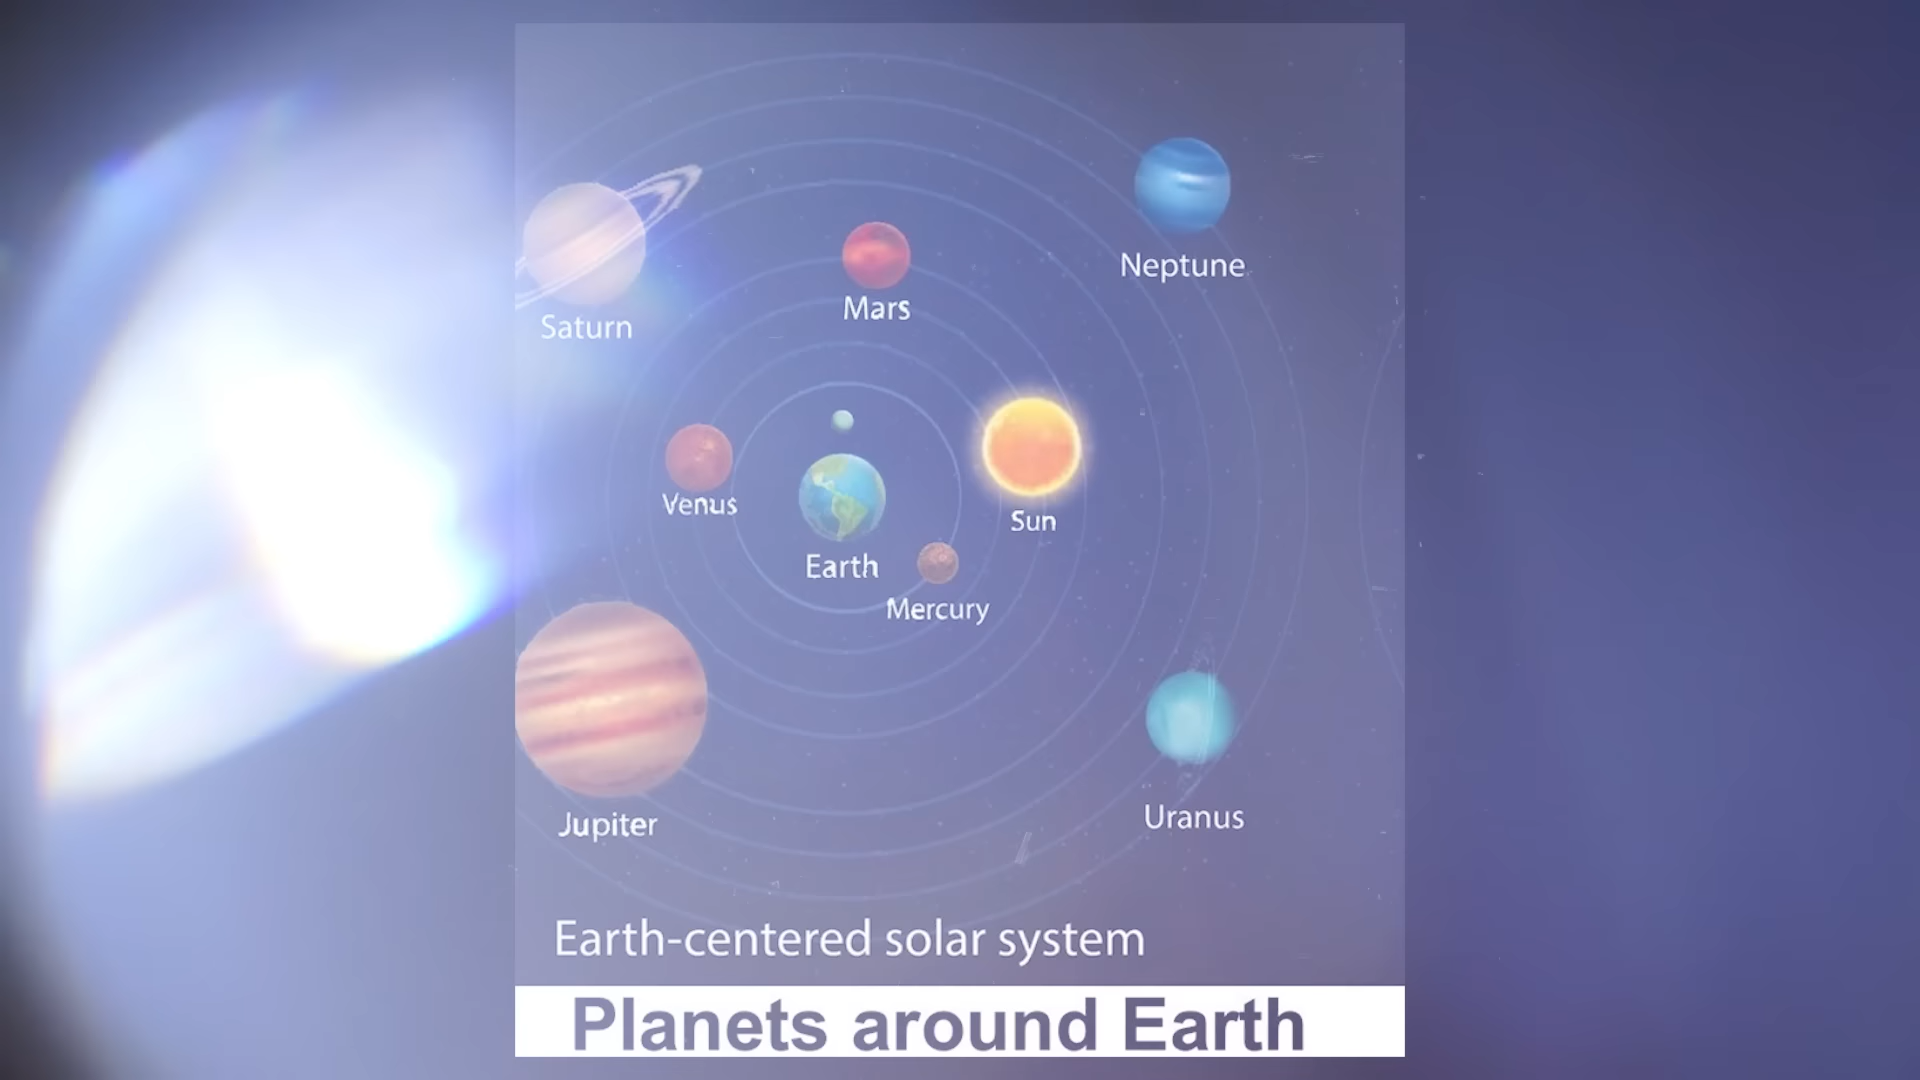 Neptune
Mars
Saturn
Venus
Sun
Earth
Mercury
Uranus
Jupiter
Earth-centered solar system
Planets around Earth